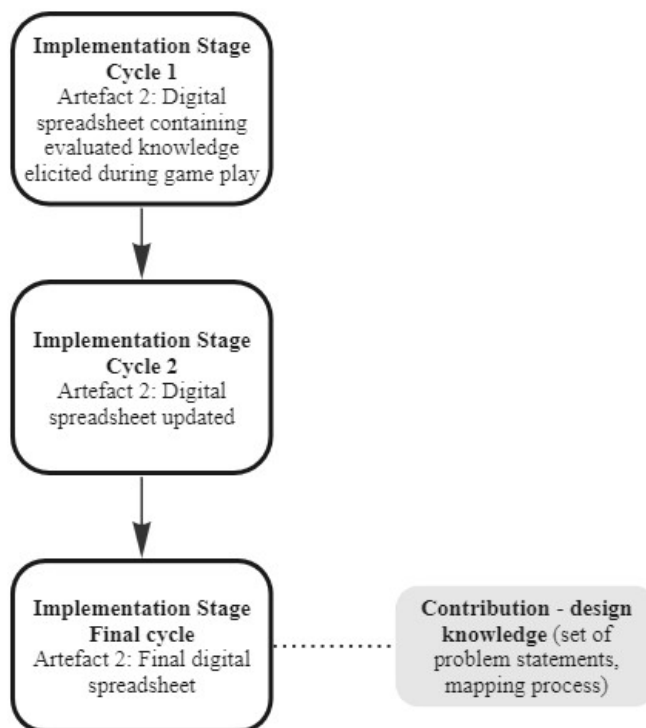 Implementation Stage
Cycle 1
Artefact 2: Digital
spreadsheet containing
evaluated knowledge
elicited during game play
Implementation Stage
Cycle 2
Artefact 2: Digital
spreadsheet updated
Implementation Stage
Final cycle
Artefact 2: Final digital
spreadsheet
Contribution - design
knowledge (set of
problem statements,
mapping process)